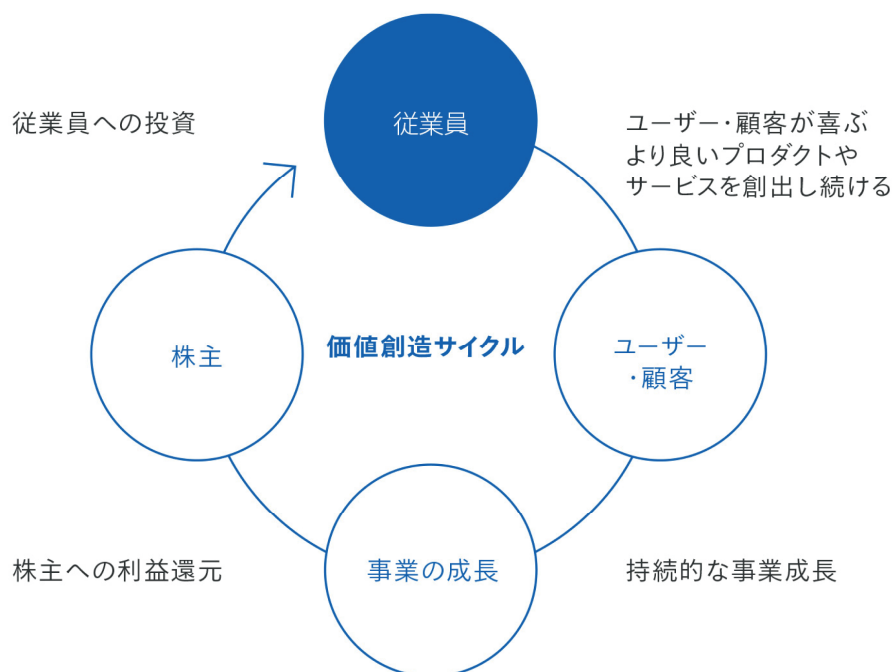 従業員
従業員への投資
ユーザー・顧客が喜ぶ
より良いプロダクトや
サービスを創出し続ける
価値創造サイクル
株主
ユーザー
・顧客
株主への利益還元
事業の成長
持続的な事業成長